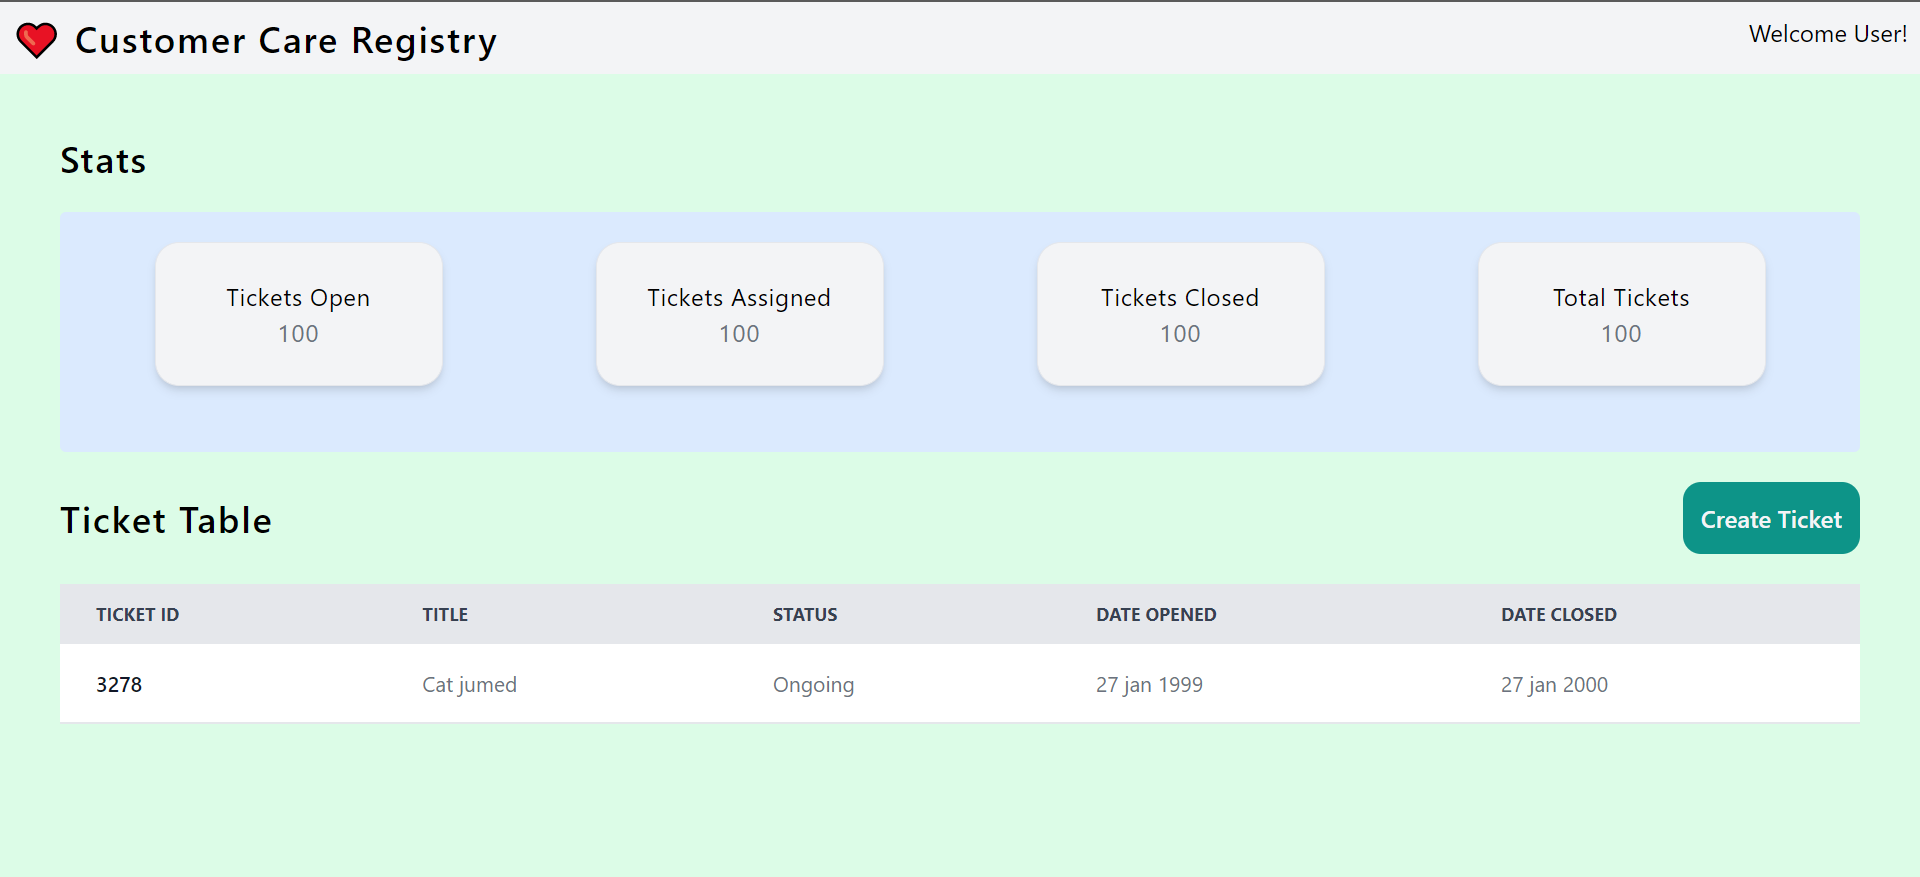 Customer Care Registry
Welcome User!
Stats
Tickets Open
100
Tickets Assigned
100
Tickets Closed
100
Total Tickets
100
Ticket Table
Create Ticket
TICKET ID TITLE STATUS DATE OPENED DATE CLOSED
3278 Cat jumed Ongoing 27 jan 1999 27 jan 2000